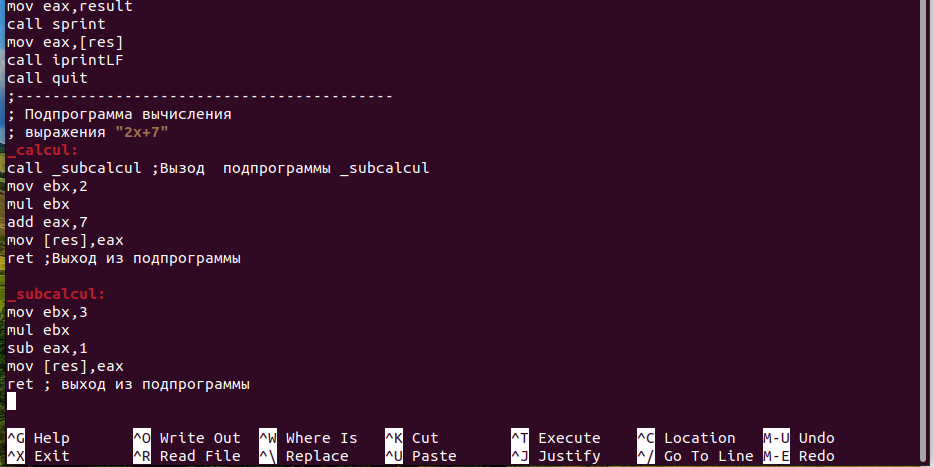 mov eax,result
call sprint
mov eax,[res]
call iprintLF
call quit
;------------------------------------------
; Подпрограмма вычисления
; выражения "2x+7"
_calcul:
call _subcalcul ;Вызод  подпрограммы _subcalcul
mov ebx,2
mul ebx
add eax,7
mov [res],eax
ret ;Выход из подпрограммы
_subcalcul:
mov ebx,3
mul ebx
sub eax,1
mov [res],eax
ret ; выход из подпрограммы
^G Help ^O Write Out ^W Where Is ^K Cut ^T Execute ^C Location M-U Undo
^X Exit ^R Read File ^\ Replace ^U Paste ^J Justify ^/ Go To Line M-E Redo